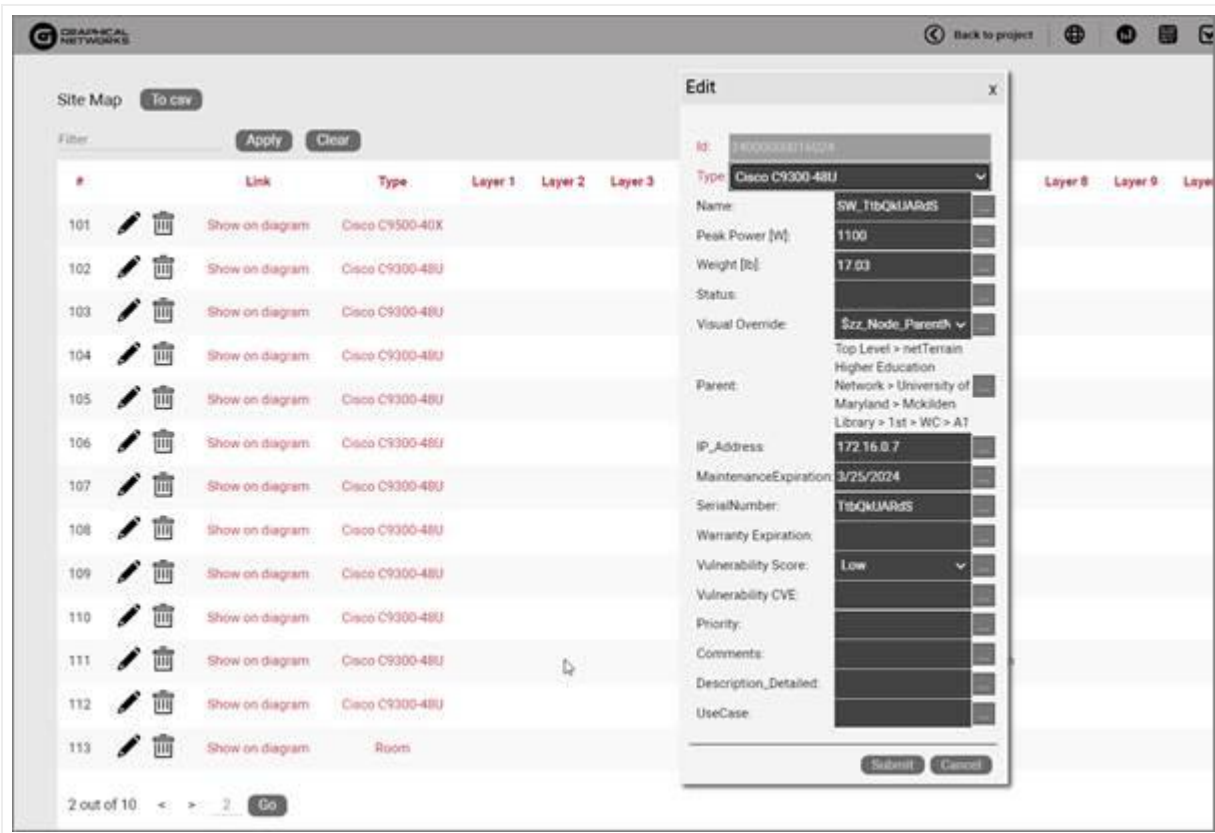 GRAPHICAL NETWORKS
Back to project
Site Map To csv
Filter Apply Clear
# Link Type Layer 1 Layer 2 Layer 3 Layer 8 Layer 9
101 Show on diagram Cisco C9500-40X
102 Show on diagram Cisco C9300-48U
103 Show on diagram Cisco C9300-48U
104 Show on diagram Cisco C9300-48U
105 Show on diagram Cisco C9300-48U
106 Show on diagram Cisco C9300-48U
107 Show on diagram Cisco C9300-48U
108 Show on diagram Cisco C9300-48U
109 Show on diagram Cisco C9300-48U
110 Show on diagram Cisco C9300-48U
111 Show on diagram Cisco C9300-48U
112 Show on diagram Cisco C9300-48U
113 Show on diagram Room
2 out of 10 < > 2 Go
Edit x
Id:
Type: Cisco C9300-48U
Name: SW_TtbQkUARdS ...
Peak Power [W]: 1100 ...
Weight [lb]: 17.03 ...
Status: ...
Visual Override: $zz_Node_ParentN ...
Parent: Top Level > netTerrain
Higher Education
Network > University of
Maryland > Mckilden
Library > 1st > WC > A1
IP_Address: 172.16.0.7 ...
MaintenanceExpiration: 3/25/2024 ...
SerialNumber: TtbQkUARdS ...
Warranty Expiration: ...
Vulnerability Score: Low ...
Vulnerability CVE: ...
Priority: ...
Comments: ...
Description_Detailed: ...
UseCase: ...
Submit Cancel